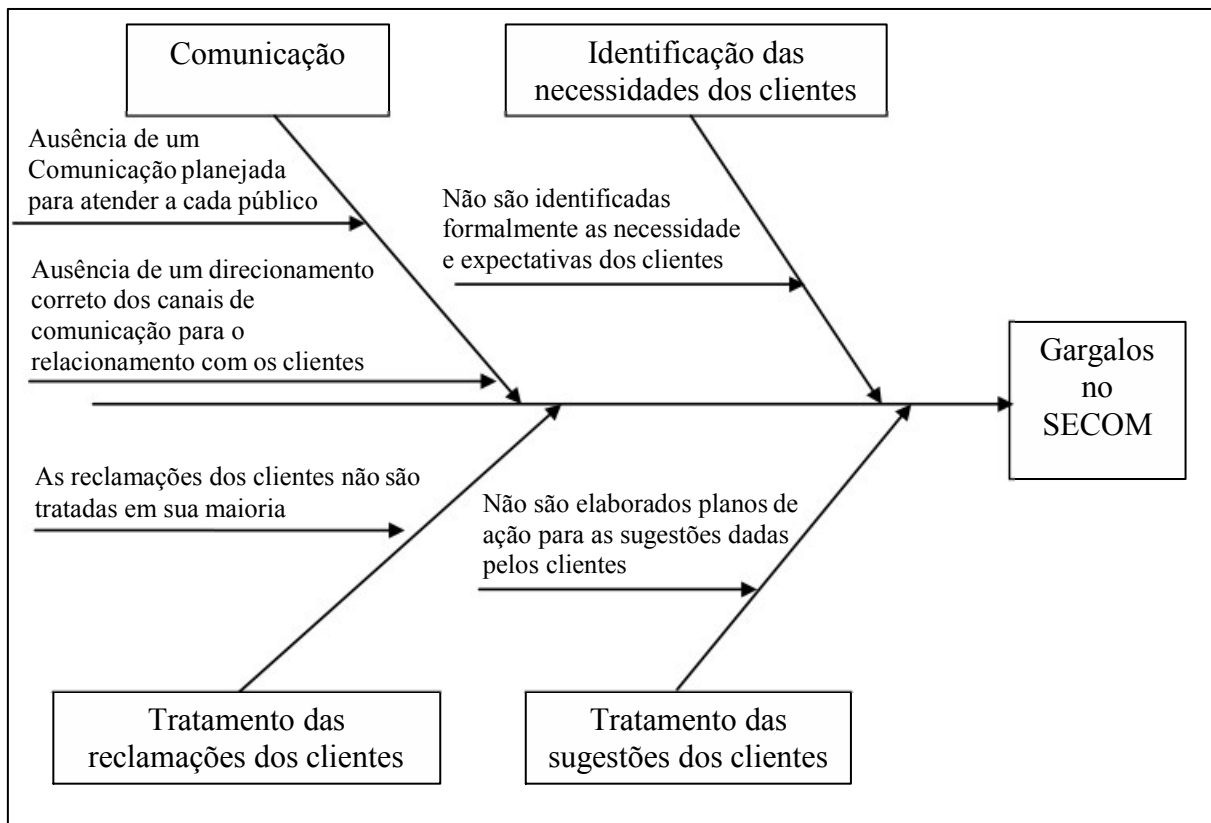 Comunicação
Identificação das
necessidades dos clientes
Ausência de um
Comunicação planejada
para atender a cada público
Não são identificadas
formalmente as necessidade
e expectativas dos clientes
Ausência de um direcionamento
correto dos canais de
comunicação para o
relacionamento com os clientes
Gargalos
no
SECOM
As reclamações dos clientes não são
tratadas em sua maioria
Não são elaborados planos de
ação para as sugestões dadas
pelos clientes
Tratamento das
reclamações dos clientes
Tratamento das
sugestões dos clientes